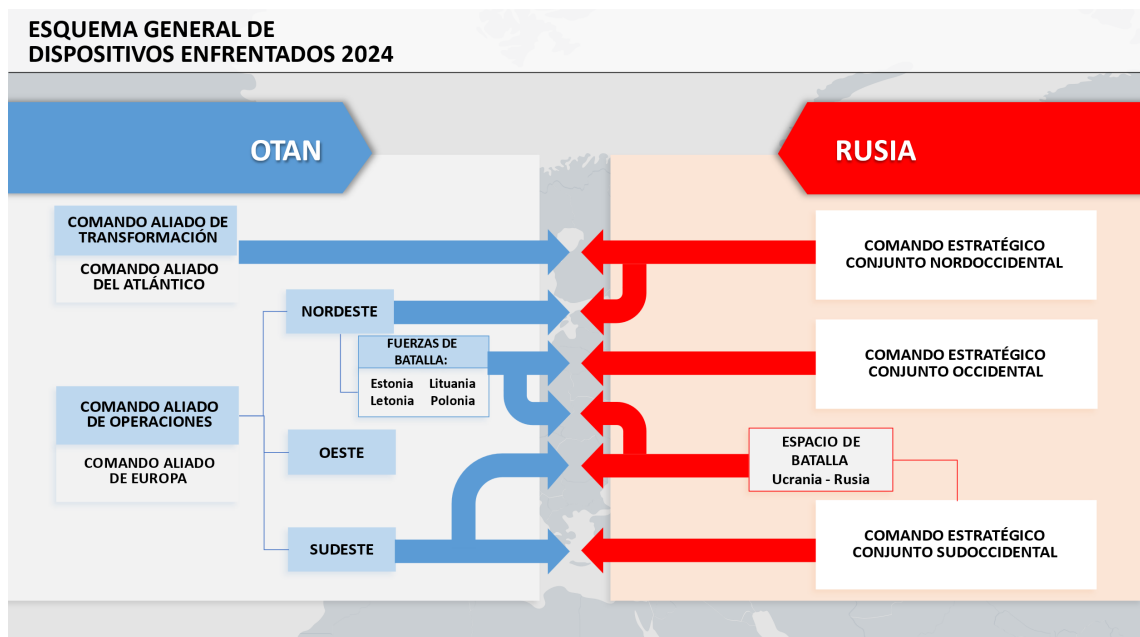 ESQUEMA GENERAL DE
DISPOSITIVOS ENFRENTADOS 2024
OTAN
RUSIA
COMANDO ALIADO DE
TRANSFORMACIÓN
COMANDO ALIADO
DEL ATLÁNTICO
NORDESTE
FUERZAS DE
BATALLA:
Estonia Lituania
Letonia Polonia
COMANDO ALIADO
DE OPERACIONES
COMANDO ALIADO
DE EUROPA
OESTE
SUDESTE
COMANDO ESTRATÉGICO
CONJUNTO NORDOCCIDENTAL
COMANDO ESTRATÉGICO
CONJUNTO OCCIDENTAL
ESPACIO DE
BATALLA
Ucrania - Rusia
COMANDO ESTRATÉGICO
CONJUNTO SUDOCCIDENTAL